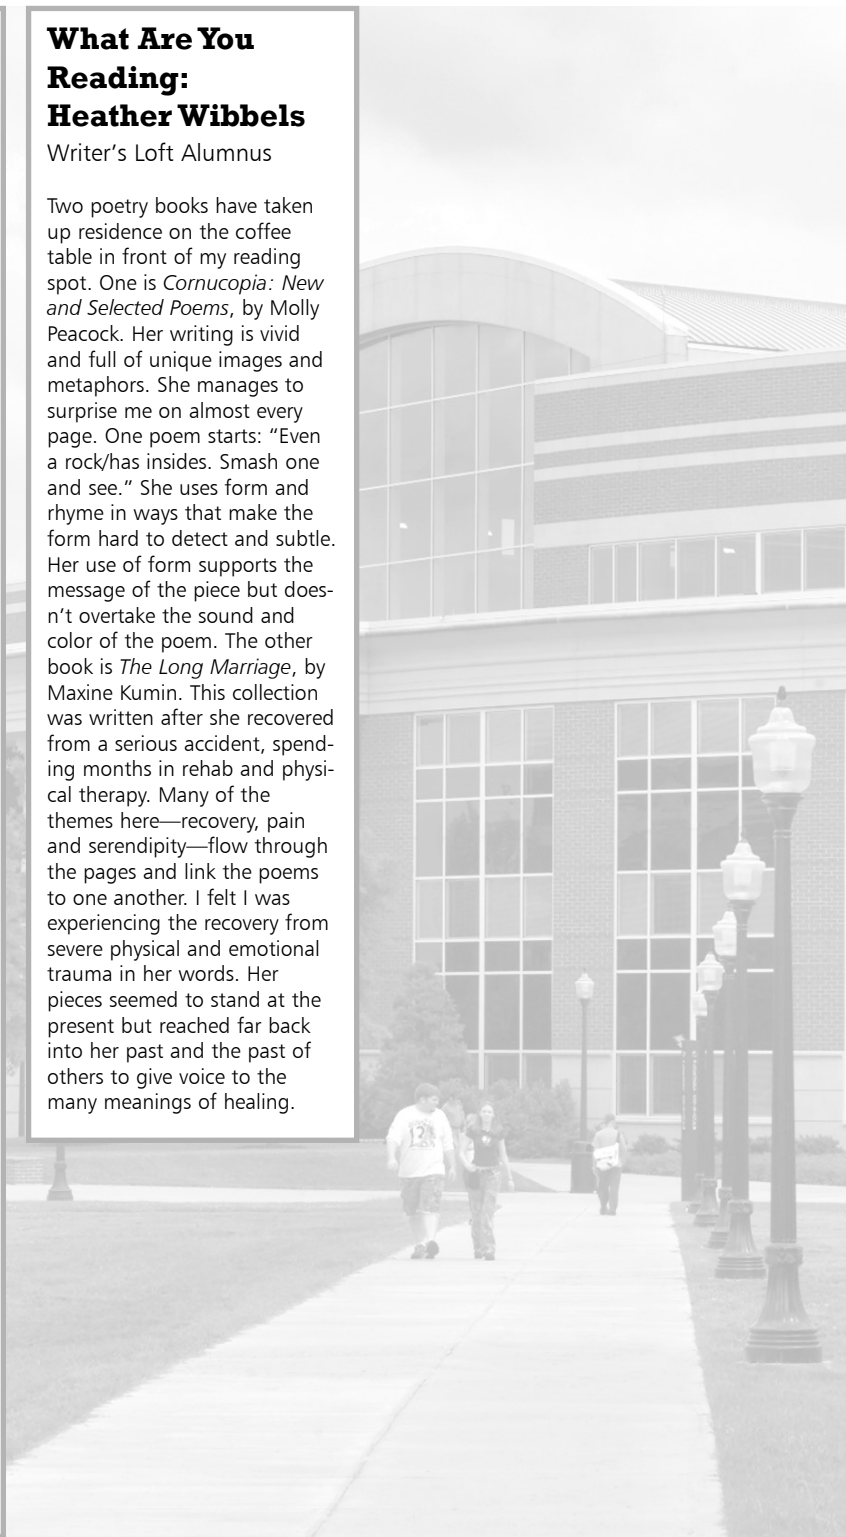 What Are You
Reading:
Heather Wibbels
Writer's Loft Alumnus
Two poetry books have taken
up residence on the coffee
table in front of my reading
spot. One is Cornucopia: New
and Selected Poems, by Molly
Peacock. Her writing is vivid
and full of unique images and
metaphors. She manages to
surprise me on almost every
page. One poem starts: “Even
a rock/has insides. Smash one
and see.” She uses form and
rhyme in ways that make the
form hard to detect and subtle.
Her use of form supports the
message of the piece but does-
n't overtake the sound and
color of the poem. The other
book is The Long Marriage, by
Maxine Kumin. This collection
was written after she recovered
from a serious accident, spend-
ing months in rehab and physi-
cal therapy. Many of the
themes here—recovery, pain
and serendipity—flow through
the pages and link the poems
to one another. I felt I was
experiencing the recovery from
severe physical and emotional
trauma in her words. Her
pieces seemed to stand at the
present but reached far back
into her past and the past of
others to give voice to the
many meanings of healing.